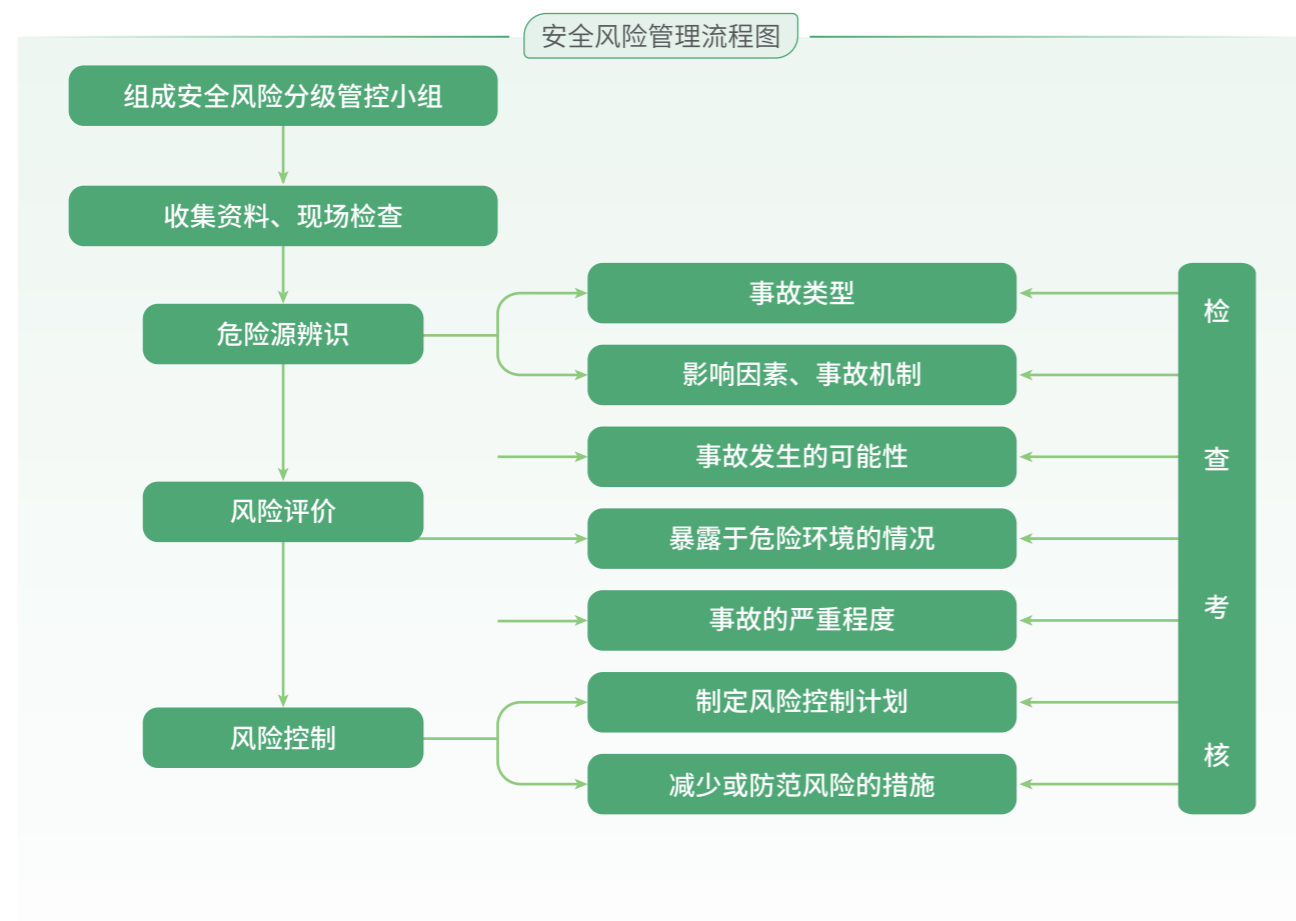 安全风险管理流程图
组成安全风险分级管控小组
收集资料、现场检查
危险源辨识
事故类型
影响因素、事故机制
事故发生的可能性
风险评价
暴露于危险环境的情况
事故的严重程度
风险控制
制定风险控制计划
减少或防范风险的措施
检
查
考
核